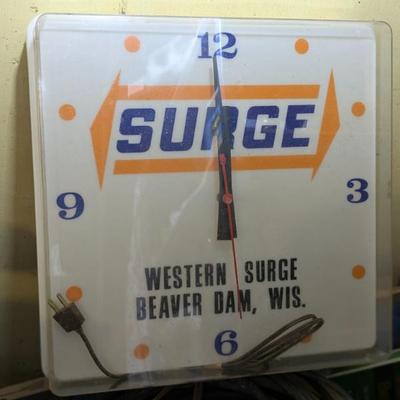 12
SURGE
9 3
WESTERN SURGE
BEAVER DAM, WIS.
6